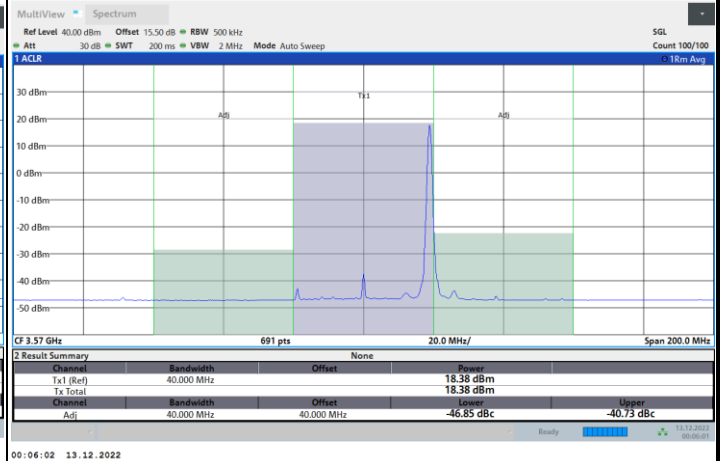 MultiView Spectrum
Ref Level 40.00 dBm Offset 15.50 dB RBW 500 kHz SGL
Att 30 dB SWT 200 ms VBW 2 MHz Mode Auto Sweep Count 100/100
1 ACLR 1Rm Avg
30 dBm
Tx1
20 dBm Adj Adj
10 dBm
0 dBm
-10 dBm
-20 dBm
-30 dBm
-40 dBm
-50 dBm
CF 3.57 GHz 691 pts 20.0 MHz/ Span 200.0 MHz
2 Result Summary None
Channel Bandwidth Offset Power
Tx1 (Ref) 40.000 MHz 18.38 dBm
Tx Total 18.38 dBm
Channel Bandwidth Offset Lower Upper
Adj 40.000 MHz 40.000 MHz -46.85 dBc -40.73 dBc
Ready 13.12.2022
00:06:01
00:06:02 13.12.2022